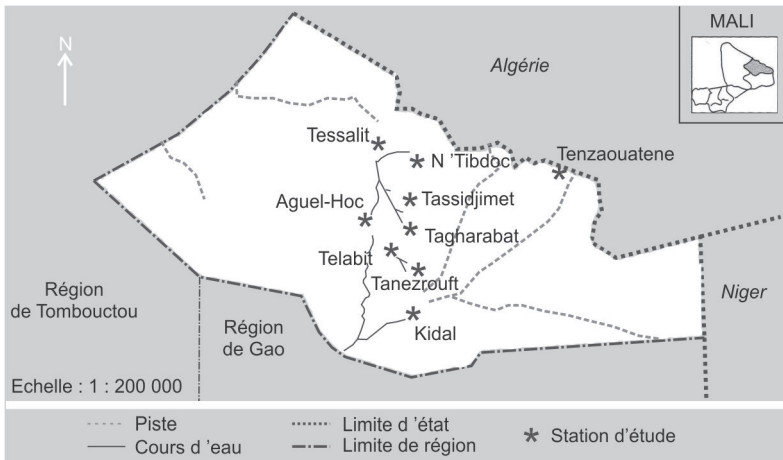 MALI
N
Algérie
Tessalit
N 'Tibdoc
Tenzaouatene
Tassidjimet
Aguel-Hoc
Tagharabat
Telabit
Tanezrouft
Région
de Tombouctou
Région
de Gao
Kidal
Niger
Echelle : 1 : 200 000
Piste
Limite d 'état
Station d'étude
Cours d 'eau
Limite de région